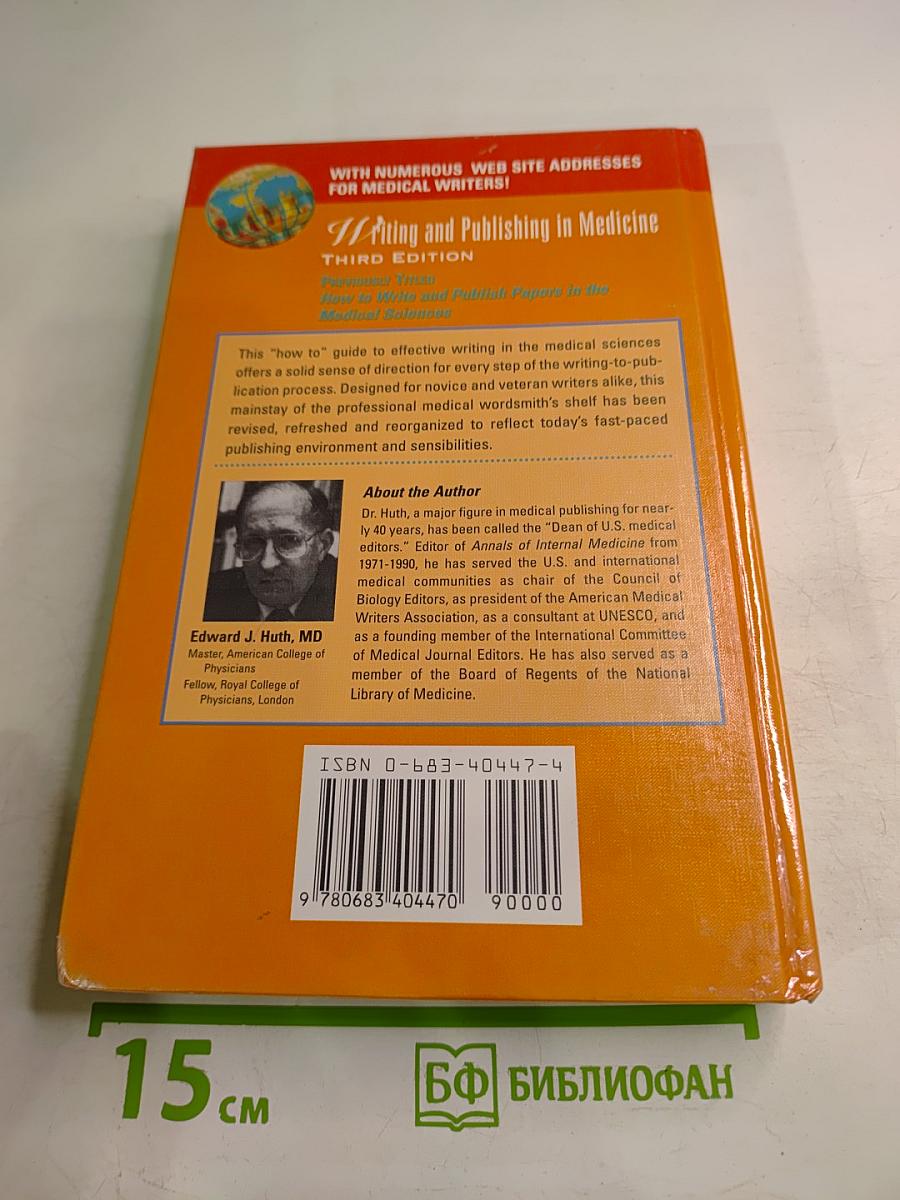 WITH NUMEROUS WEB SITE ADDRESSES
FOR MEDICAL WRITERS!
Writing and Publishing in Medicine
THIRD EDITION
PREVIOUSLY TITLED
How to Write and Publish Papers in the
Medical Sciences
This "how to" guide to effective writing in the medical sciences
offers a solid sense of direction for every step of the writing-to-pub-
lication process. Designed for novice and veteran writers alike, this
mainstay of the professional medical wordsmith's shelf has been
revised, refreshed and reorganized to reflect today's fast-paced
publishing environment and sensibilities.
About the Author
Dr. Huth, a major figure in medical publishing for near-
ly 40 years, has been called the "Dean of U.S. medical
editors." Editor of Annals of Internal Medicine from
1971-1990, he has served the U.S. and international
medical communities as chair of the Council of
Biology Editors, as president of the American Medical
Writers Association, as a consultant at UNESCO, and
as a founding member of the International Committee
of Medical Journal Editors. He has also served as a
member of the Board of Regents of the National
Library of Medicine.
Edward J. Huth, MD
Master, American College of
Physicians
Fellow, Royal College of
Physicians, London
ISBN 0-683-40447-4
9 780683 404470
90000
15 см
БФ БИБЛИОФАН